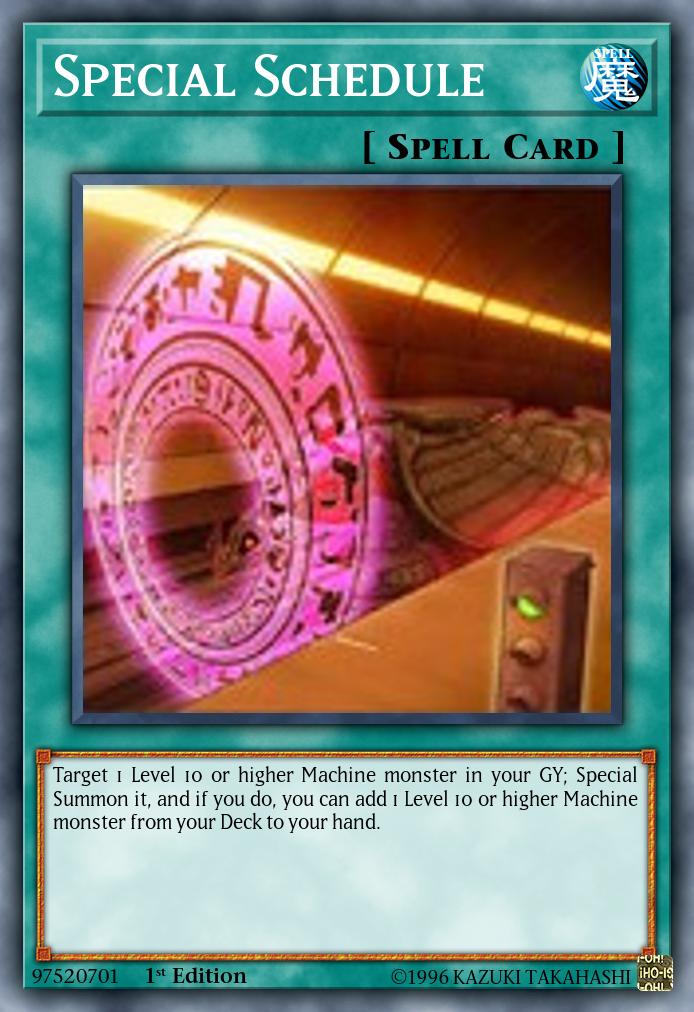 Special Schedule
SPELL
魔
[ Spell Card ]
Target 1 Level 10 or higher Machine monster in your GY; Special
Summon it, and if you do, you can add 1 Level 10 or higher Machine
monster from your Deck to your hand.
97520701 1st Edition ©1996 KAZUKI TAKAHASHI